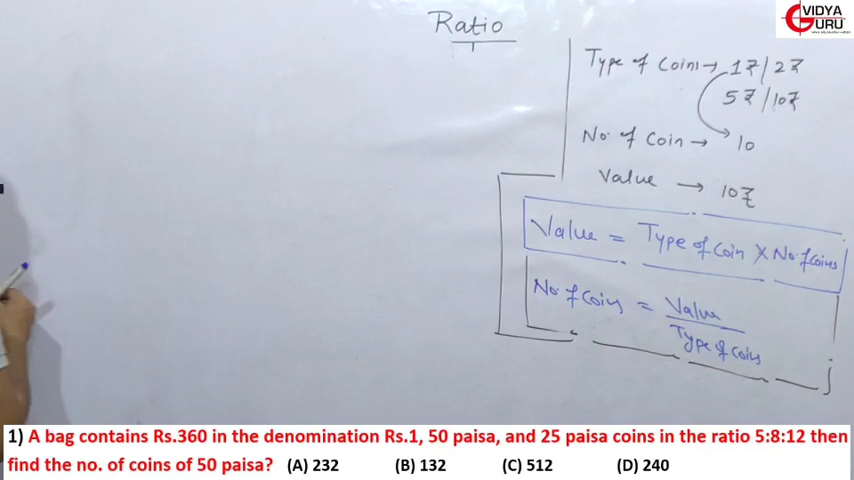 VIDYA
GURU
Ratio
Type of Coins → 1₹ / 2₹
5₹ / 10₹
No. of Coin → 10
Value → 10₹
Value = Type of Coin × No. of coins
No. of Coins = Value
Type of Coins
1) A bag contains Rs.360 in the denomination Rs.1, 50 paisa, and 25 paisa coins in the ratio 5:8:12 then
find the no. of coins of 50 paisa? (A) 232 (B) 132 (C) 512 (D) 240